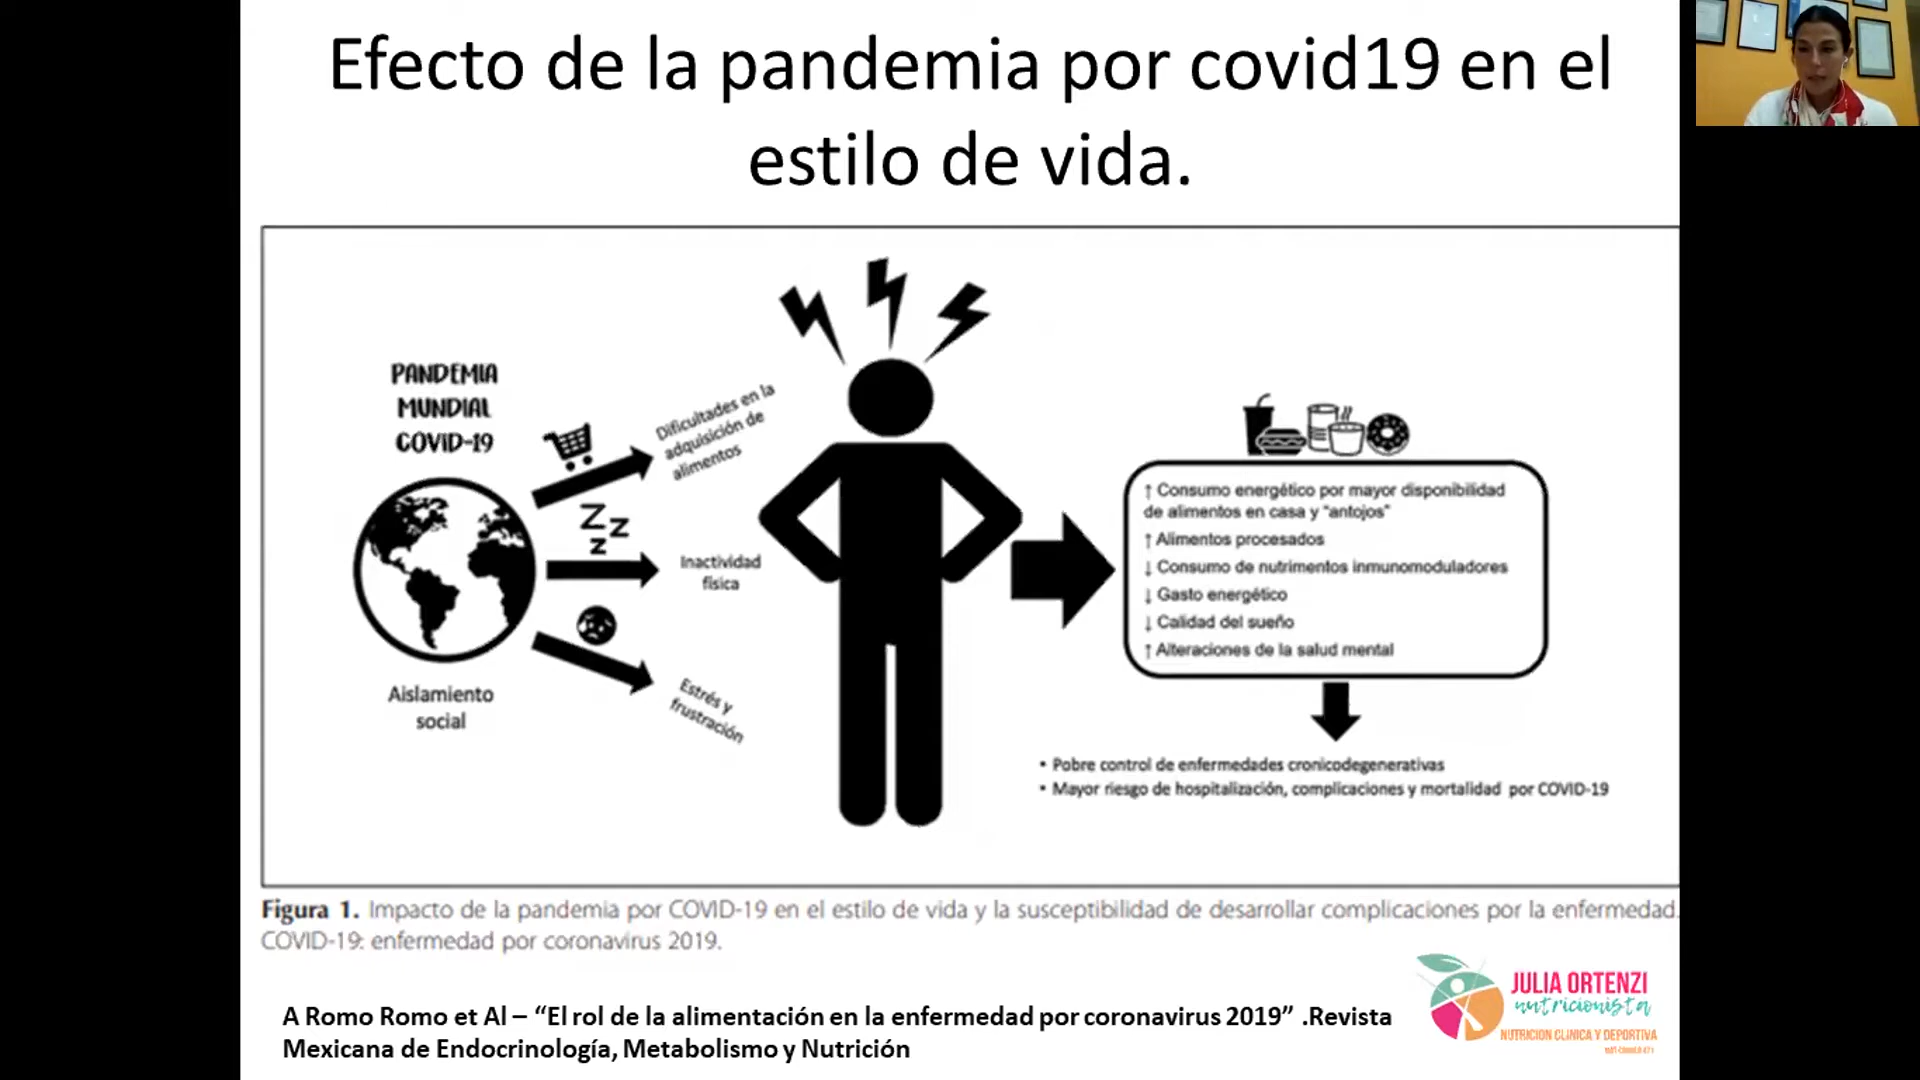 Efecto de la pandemia por covid19 en el
estilo de vida.
PANDEMIA
MUNDIAL
COVID-19
Aislamiento
social
Dificultades en la
adquisición de
alimentos
Zzz
Inactividad
física
Estrés y
frustración
↑ Consumo energético por mayor disponibilidad
de alimentos en casa y "antojos"
↑ Alimentos procesados
↓ Consumo de nutrimentos inmunomoduladores
↓ Gasto energético
↓ Calidad del sueño
↑ Alteraciones de la salud mental
• Pobre control de enfermedades cronicodegenerativas
• Mayor riesgo de hospitalización, complicaciones y mortalidad por COVID-19
Figura 1. Impacto de la pandemia por COVID-19 en el estilo de vida y la susceptibilidad de desarrollar complicaciones por la enfermedad.
COVID-19: enfermedad por coronavirus 2019.
A Romo Romo et Al – “El rol de la alimentación en la enfermedad por coronavirus 2019” .Revista
Mexicana de Endocrinología, Metabolismo y Nutrición
JULIA ORTENZI
nutricionista
NUTRICION CLINICA Y DEPORTIVA